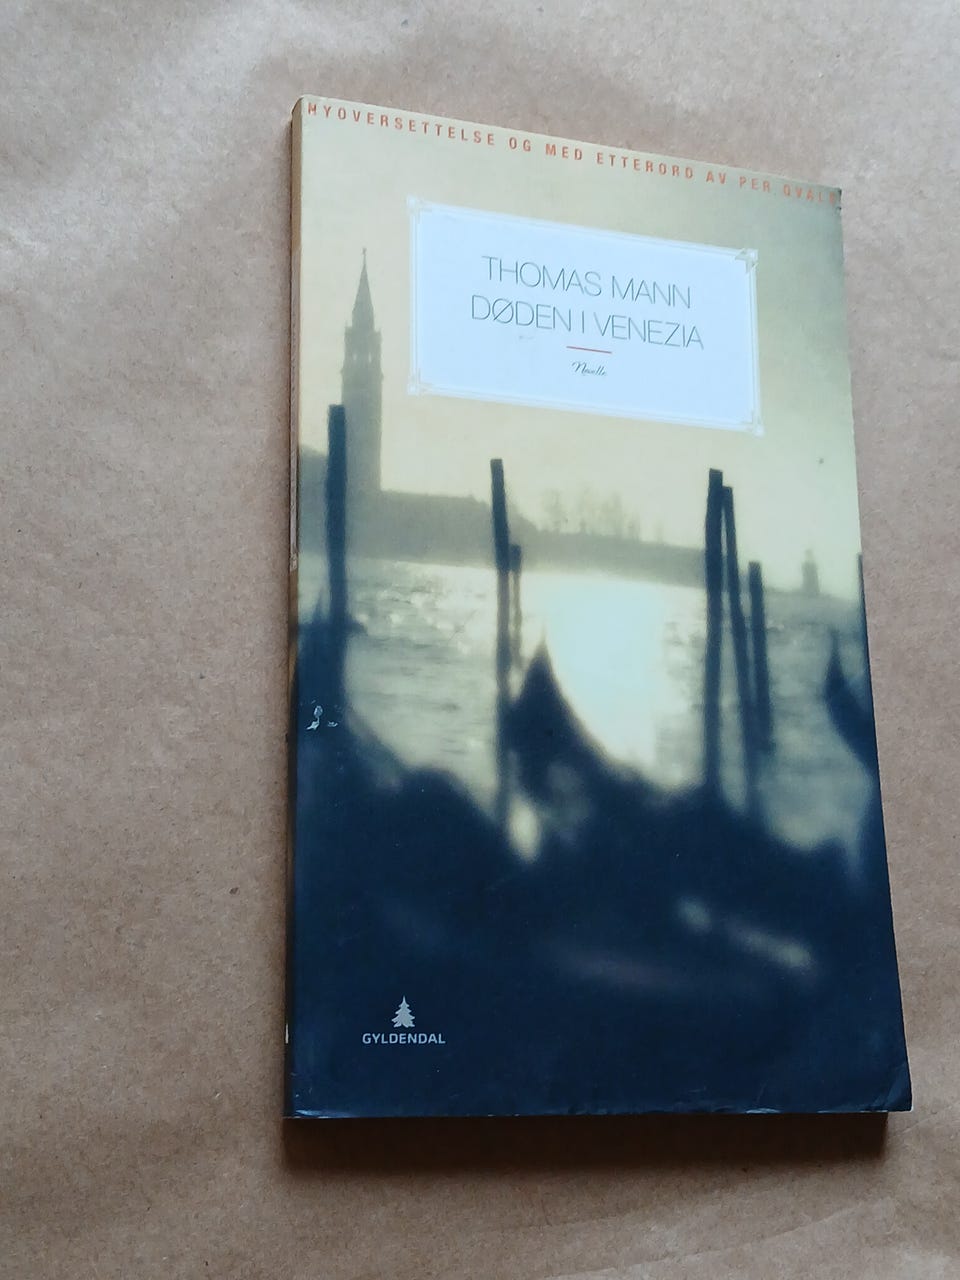 NYOVERSETTELSE OG MED ETTERORD AV PER QVALE
THOMAS MANN
DØDEN I VENEZIA
Novelle
GYLDENDAL